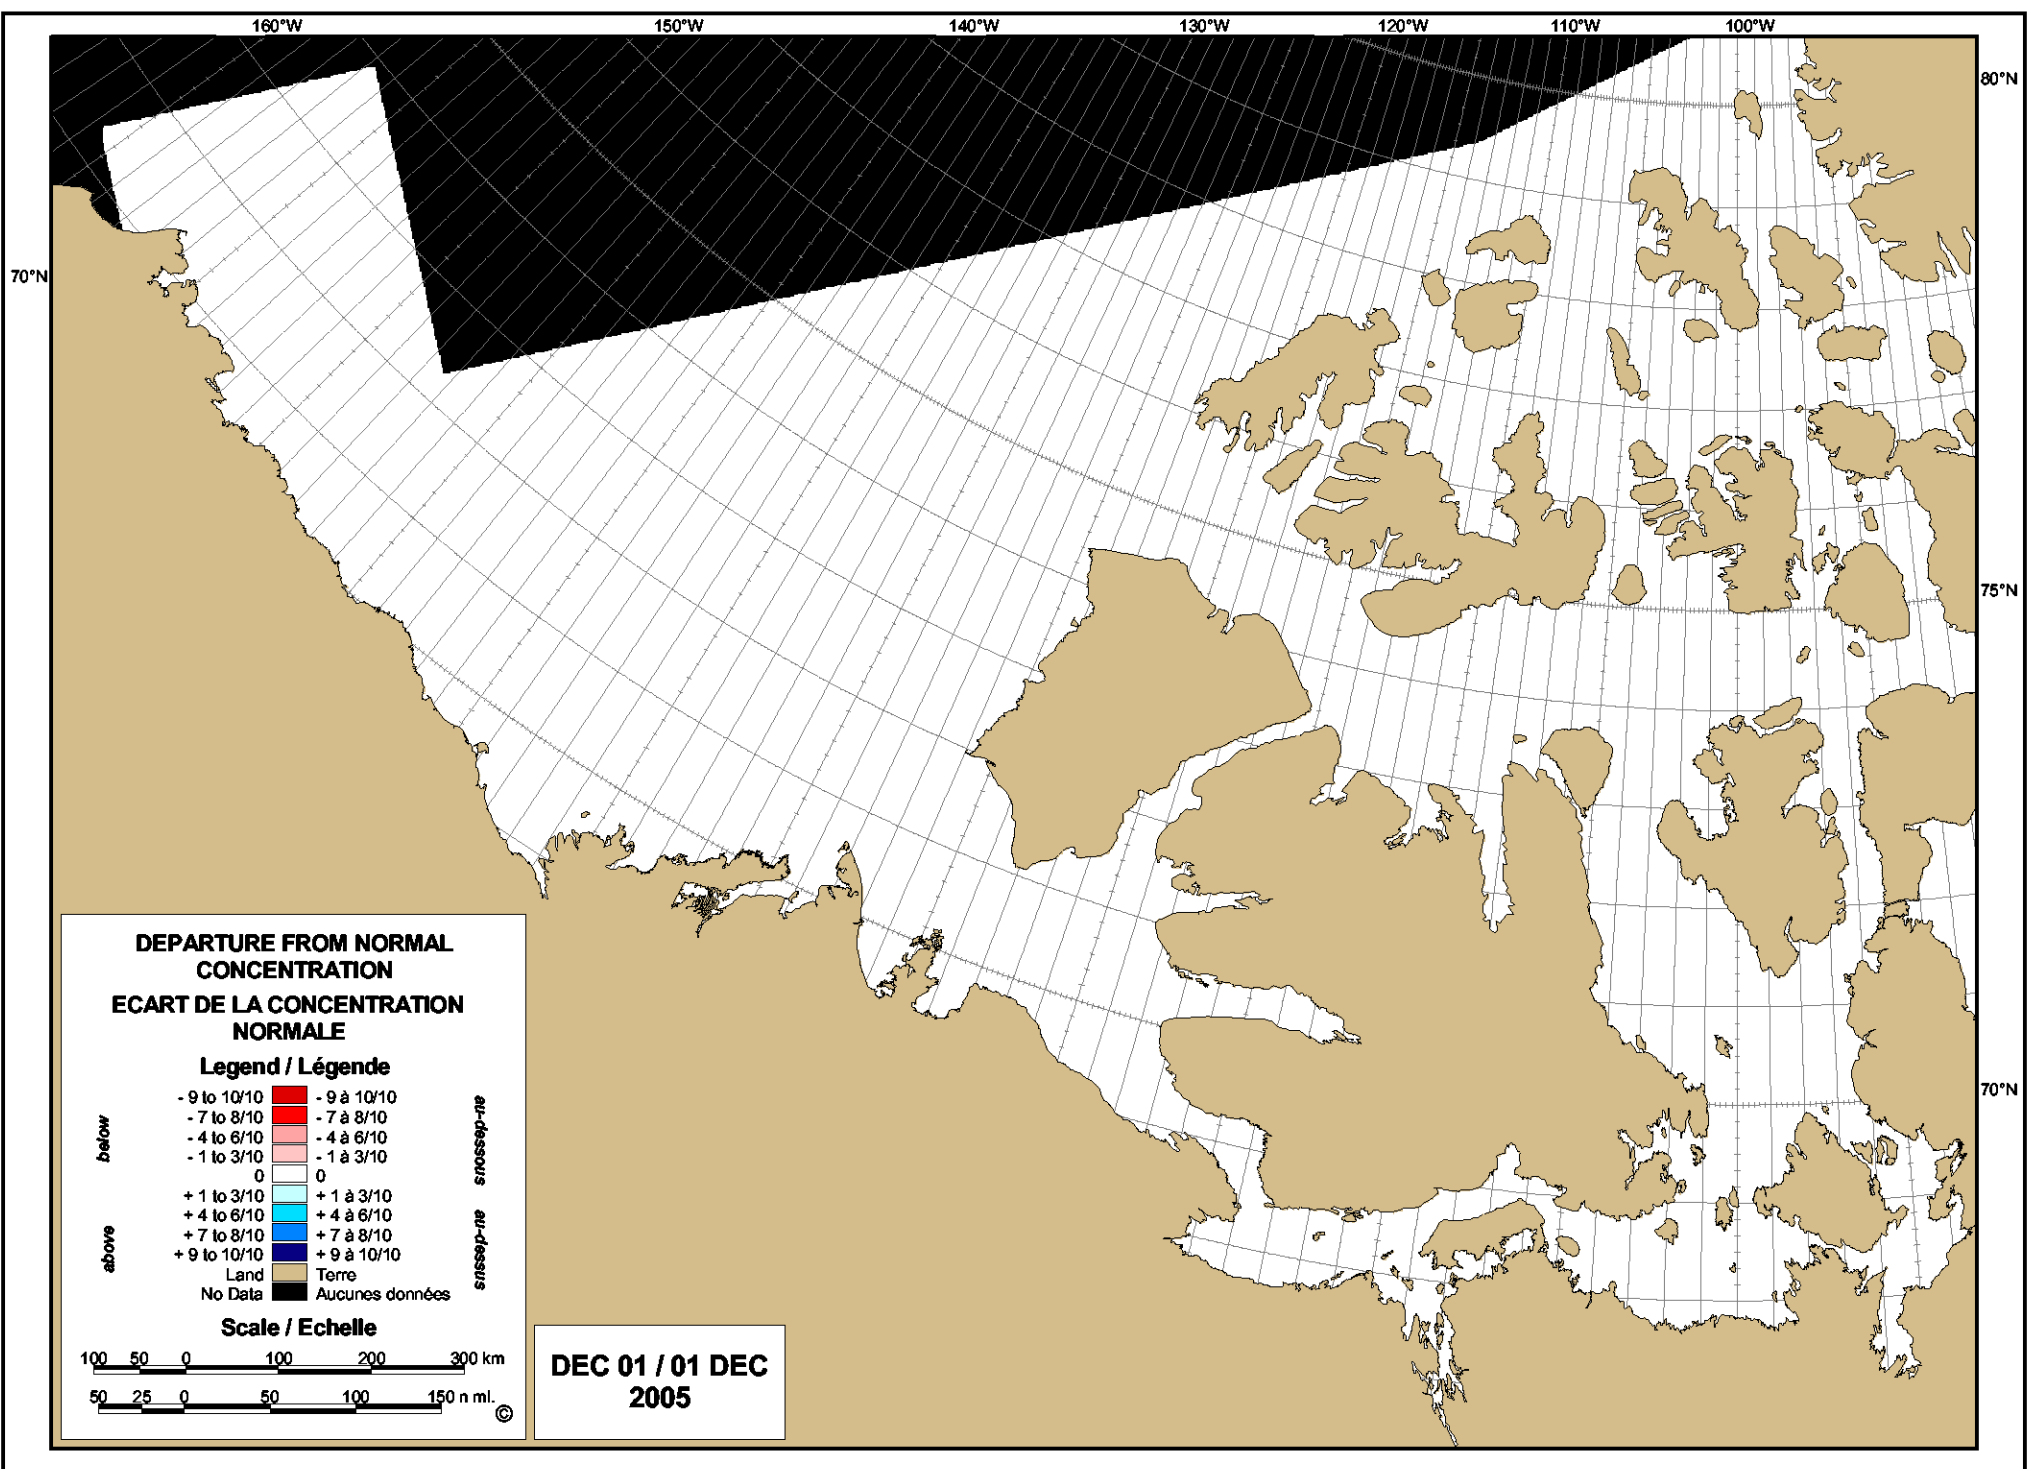 160°W 150°W 140°W 130°W 120°W 110°W 100°W
80°N
70°N
75°N
70°N
DEPARTURE FROM NORMAL
CONCENTRATION
ECART DE LA CONCENTRATION
NORMALE
Legend / Légende
- 9 to 10/10 - 9 à 10/10
- 7 to 8/10 - 7 à 8/10
- 4 to 6/10 - 4 à 6/10
- 1 to 3/10 - 1 à 3/10
0 0
+ 1 to 3/10 + 1 à 3/10
+ 4 to 6/10 + 4 à 6/10
+ 7 to 8/10 + 7 à 8/10
+ 9 to 10/10 + 9 à 10/10
Land Terre
No Data Aucunes données
below
above
au-dessous
au-dessus
Scale / Echelle
100 50 0 100 200 300 km
50 25 0 50 100 150 n mi.
©
DEC 01 / 01 DEC
2005